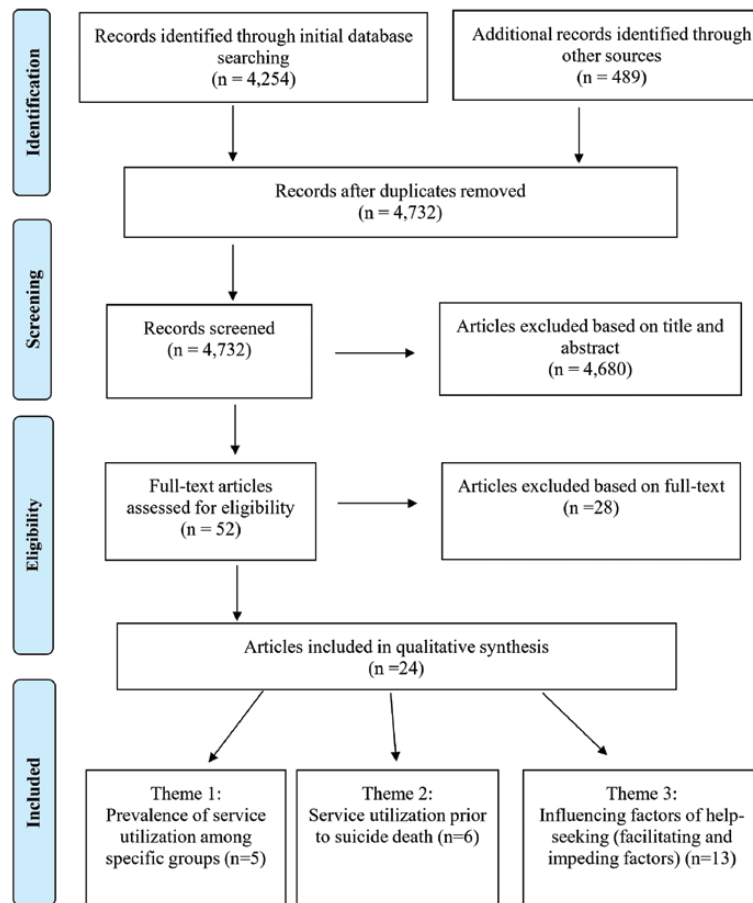 Identification
Records identified through initial database
searching
(n = 4,254)
Additional records identified through
other sources
(n = 489)
Records after duplicates removed
(n = 4,732)
Screening
Records screened
(n = 4,732)
Articles excluded based on title and
abstract
(n = 4,680)
Eligibility
Full-text articles
assessed for eligibility
(n = 52)
Articles excluded based on full-text
(n =28)
Articles included in qualitative synthesis
(n =24)
Included
Theme 1:
Prevalence of service
utilization among
specific groups (n=5)
Theme 2:
Service utilization prior
to suicide death (n=6)
Theme 3:
Influencing factors of help-
seeking (facilitating and
impeding factors) (n=13)